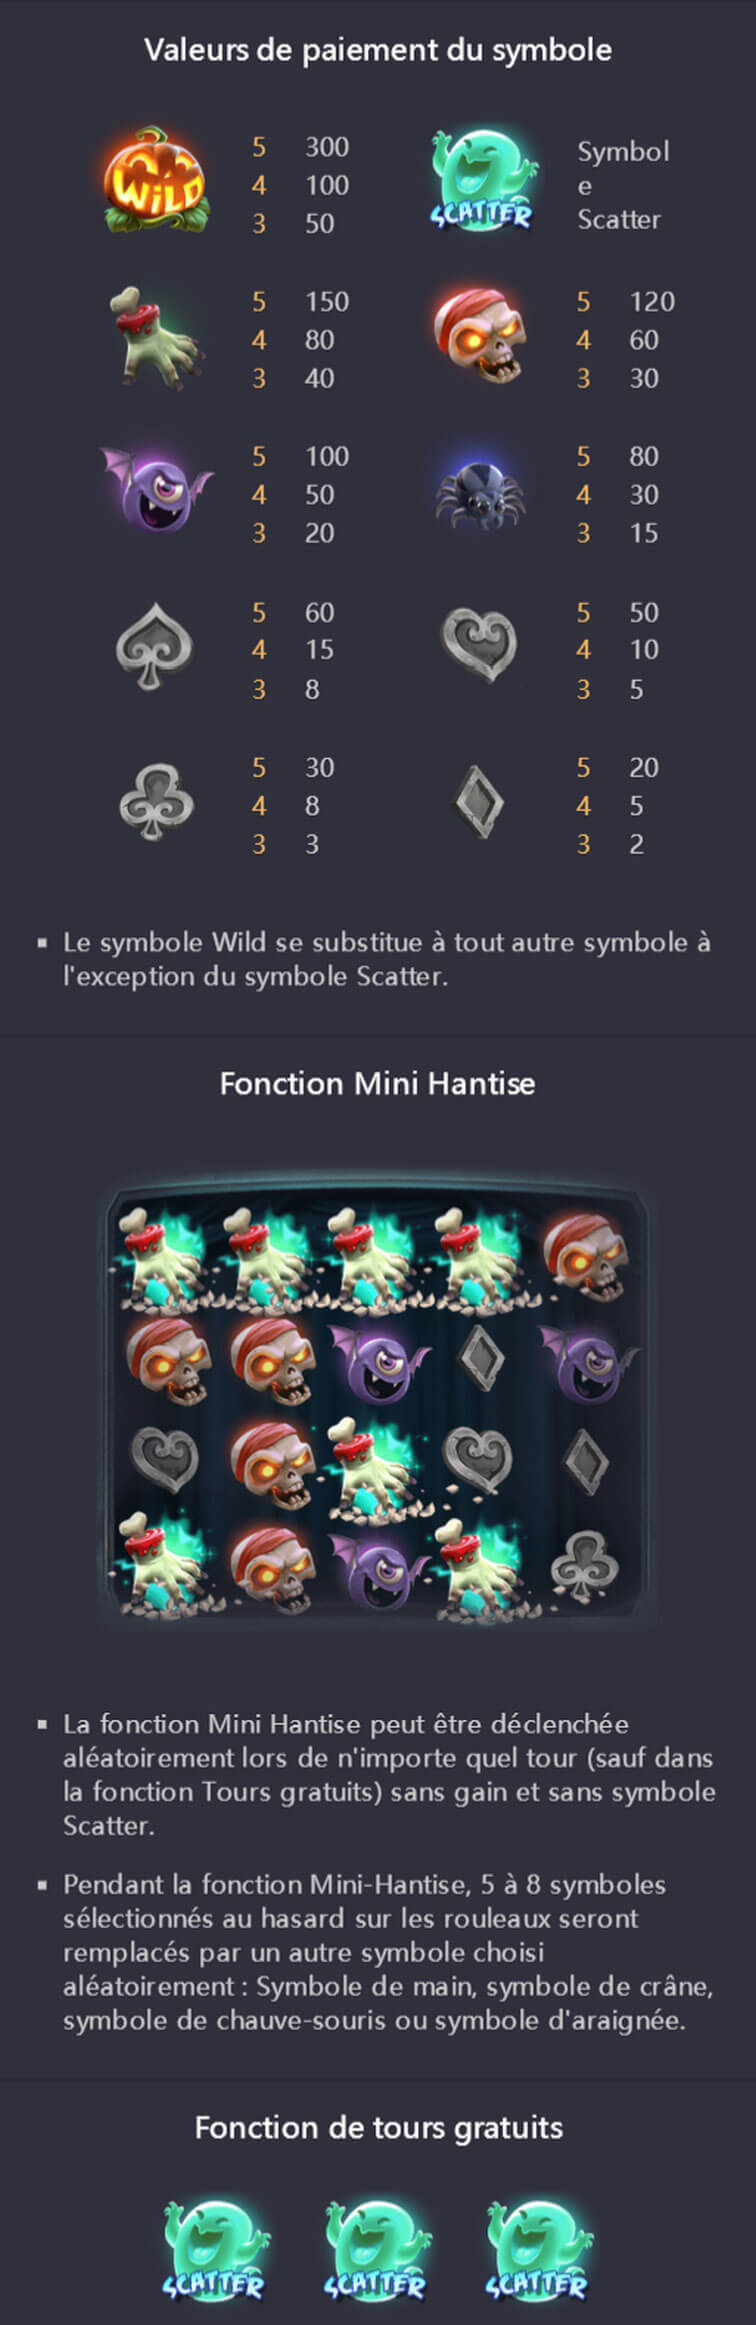 Valeurs de paiement du symbole
WILD
5 300
4 100
3 50
SCATTER
Symbol
e
Scatter
5 150
4 80
3 40
5 120
4 60
3 30
5 100
4 50
3 20
5 80
4 30
3 15
5 60
4 15
3 8
5 50
4 10
3 5
5 30
4 8
3 3
5 20
4 5
3 2
▪ Le symbole Wild se substitue à tout autre symbole à
l'exception du symbole Scatter.
Fonction Mini Hantise
▪ La fonction Mini Hantise peut être déclenchée
aléatoirement lors de n'importe quel tour (sauf dans
la fonction Tours gratuits) sans gain et sans symbole
Scatter.
▪ Pendant la fonction Mini-Hantise, 5 à 8 symboles
sélectionnés au hasard sur les rouleaux seront
remplacés par un autre symbole choisi
aléatoirement : Symbole de main, symbole de crâne,
symbole de chauve-souris ou symbole d'araignée.
Fonction de tours gratuits
SCATTER SCATTER SCATTER